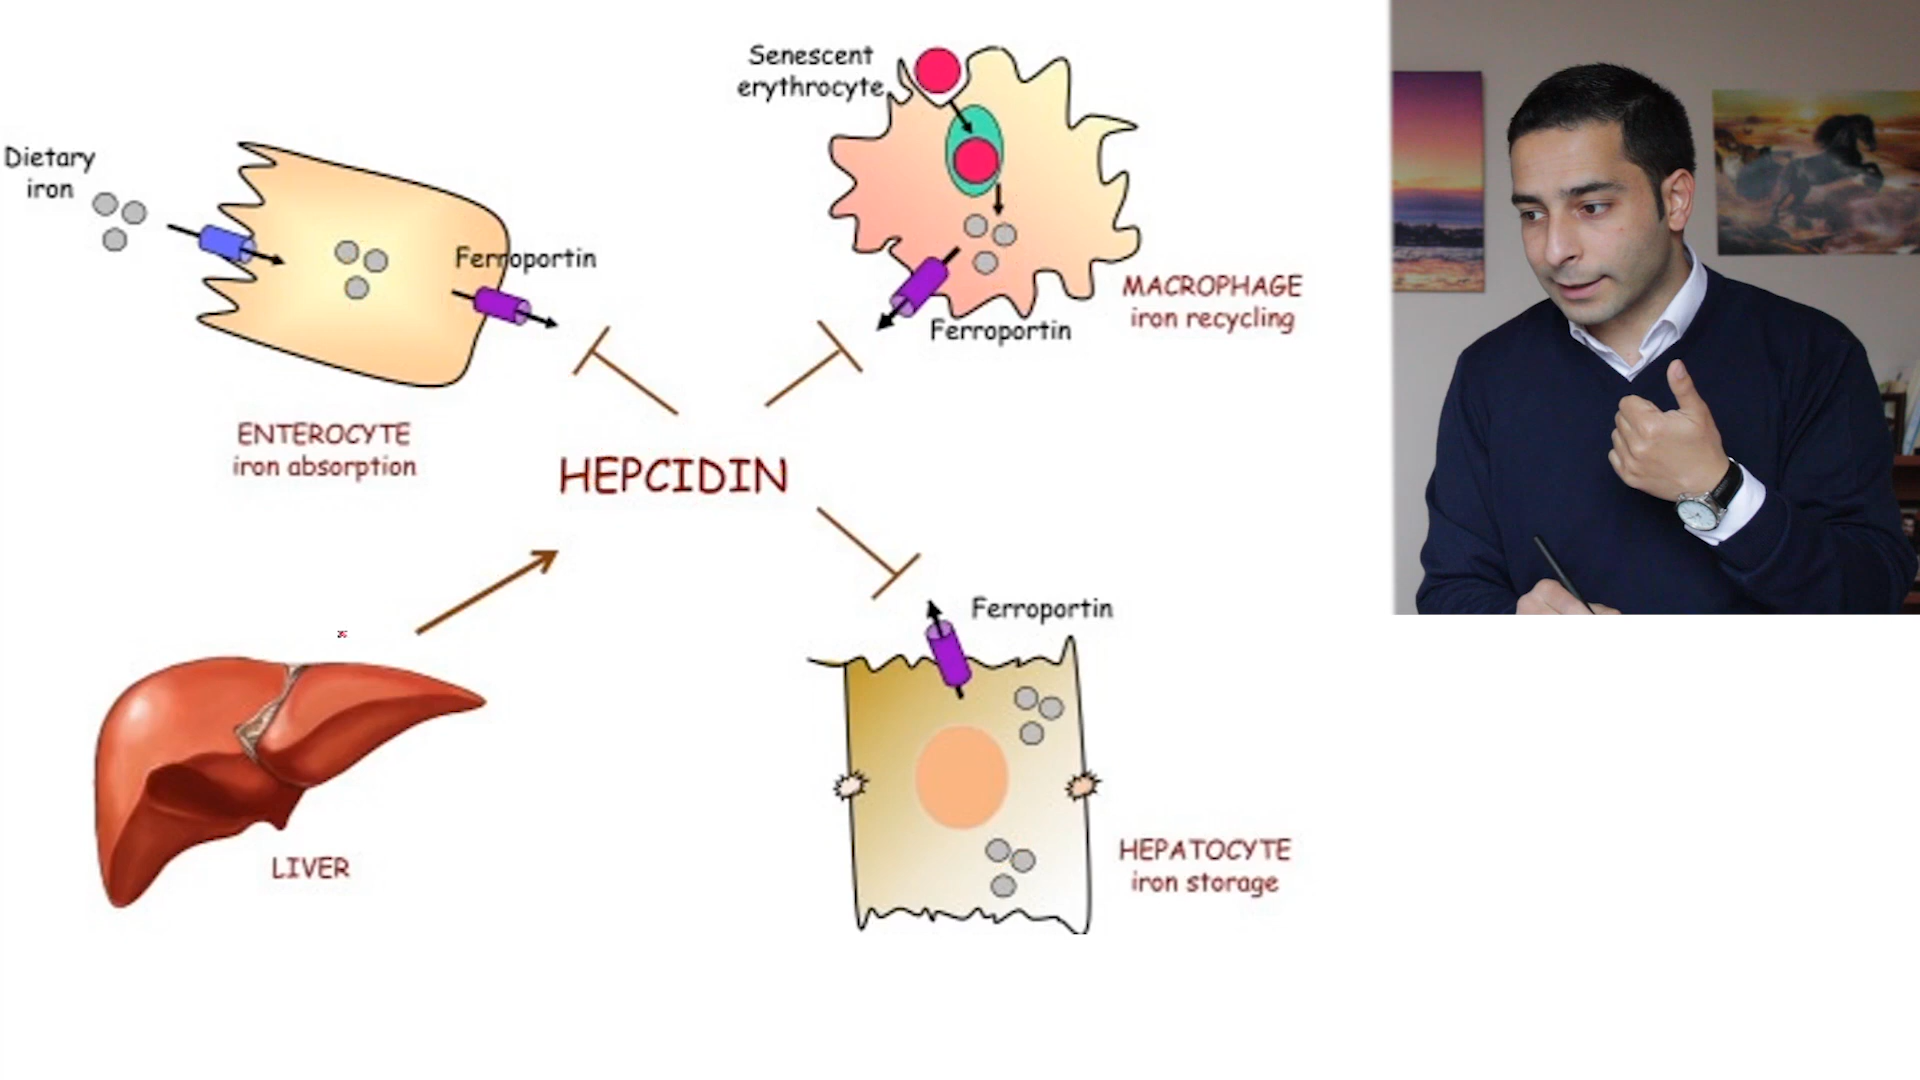 Senescent
erythrocyte
Dietary
iron
Ferroportin
MACROPHAGE
iron recycling
Ferroportin
ENTEROCYTE
iron absorption
HEPCIDIN
Ferroportin
LIVER
HEPATOCYTE
iron storage